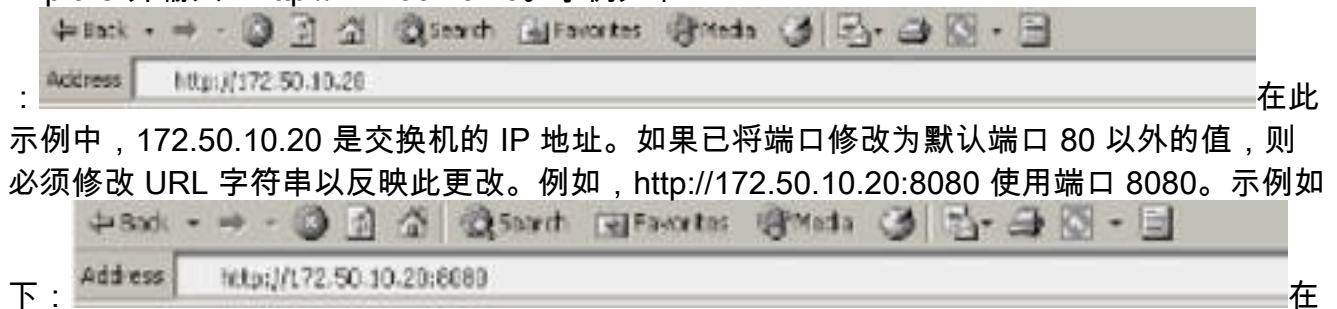 Back Search Favorites Media
Address http://172.50.10.20
：在此
示例中，172.50.10.20 是交换机的 IP 地址。如果已将端口修改为默认端口 80 以外的值，则
必须修改 URL 字符串以反映此更改。例如，http://172.50.10.20:8080 使用端口 8080。示例如
Back Search Favorites Media
Address http://172.50.10.20:8080
下：在